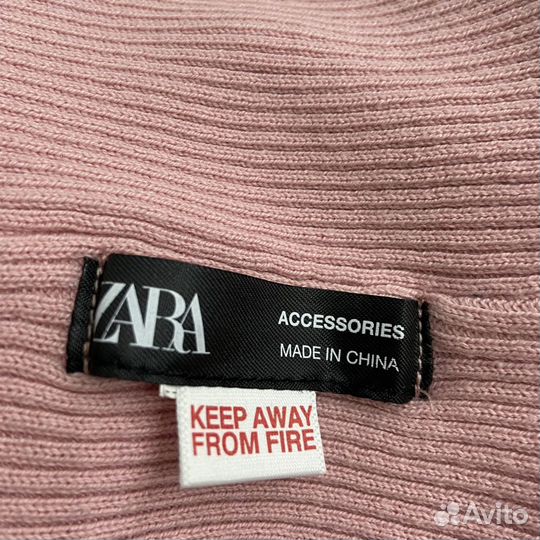 ZARA
ACCESSORIES
MADE IN CHINA
KEEP AWAY
FROM FIRE
Avito